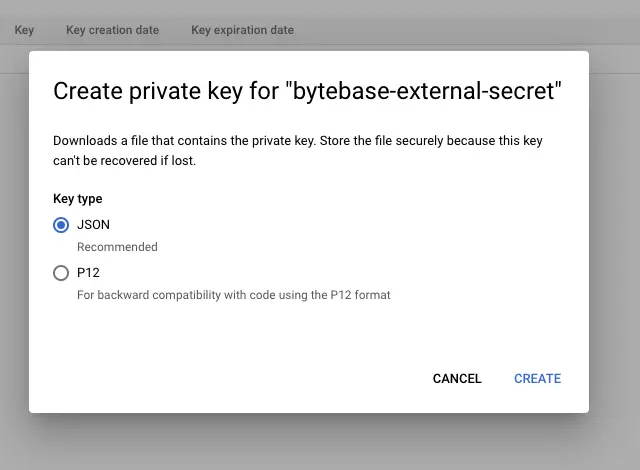 Key Key creation date Key expiration date
Create private key for "bytebase-external-secret"
Downloads a file that contains the private key. Store the file securely because this key
can't be recovered if lost.
Key type
JSON
Recommended
P12
For backward compatibility with code using the P12 format
CANCEL CREATE